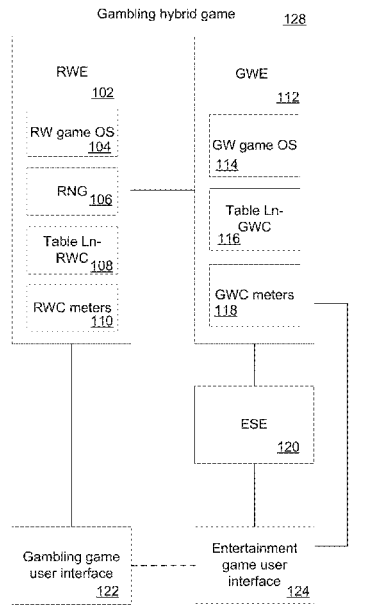 Gambling hybrid game
128
RWE
102
RW game OS
104
RNG
106
Table Ln-
RWC
108
RWC meters
110
GWE
112
GW game OS
114
Table Ln-
GWC
116
GWC meters
118
ESE
120
Gambling game
user interface
122
Entertainment
game user
interface
124